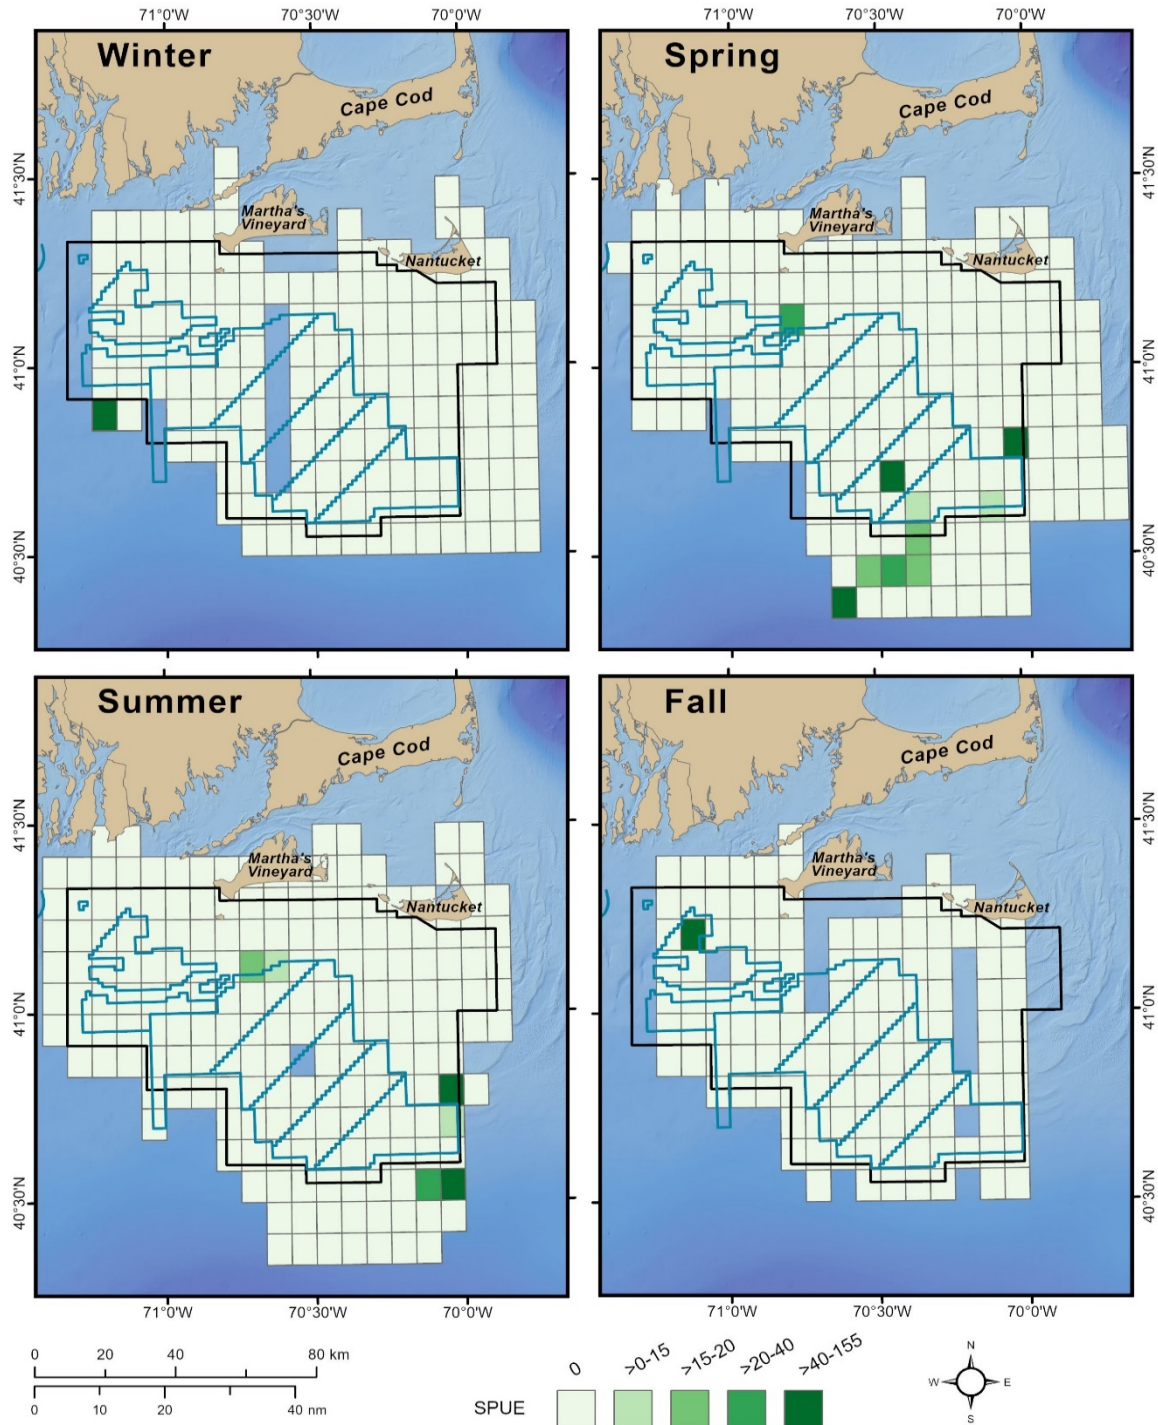 71°0'W 70°30'W 70°0'W 71°0'W 70°30'W 70°0'W
Winter
Cape Cod
Martha's
Vineyard
Nantucket
41°30'N
41°0'N
40°30'N
Spring
Cape Cod
Martha's
Vineyard
Nantucket
41°30'N
41°0'N
40°30'N
Summer
Cape Cod
Martha's
Vineyard
Nantucket
41°30'N
41°0'N
40°30'N
Fall
Cape Cod
Martha's
Vineyard
Nantucket
41°30'N
41°0'N
40°30'N
71°0'W 70°30'W 70°0'W 71°0'W 70°30'W 70°0'W
0 20 40 80 km
0 10 20 40 nm
0 >0-15 >15-20 >20-40 >40-155
SPUE
N
W E
S